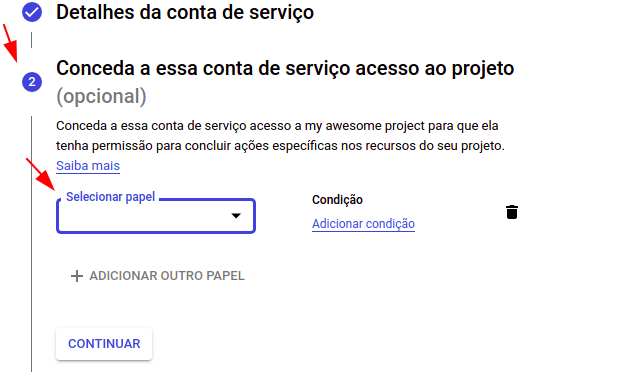 Detalhes da conta de serviço
2
Conceda a essa conta de serviço acesso ao projeto
(opcional)
Conceda a essa conta de serviço acesso a my awesome project para que ela
tenha permissão para concluir ações específicas nos recursos do seu projeto.
Saiba mais
Selecionar papel
Condição
Adicionar condição
ADICIONAR OUTRO PAPEL
CONTINUAR